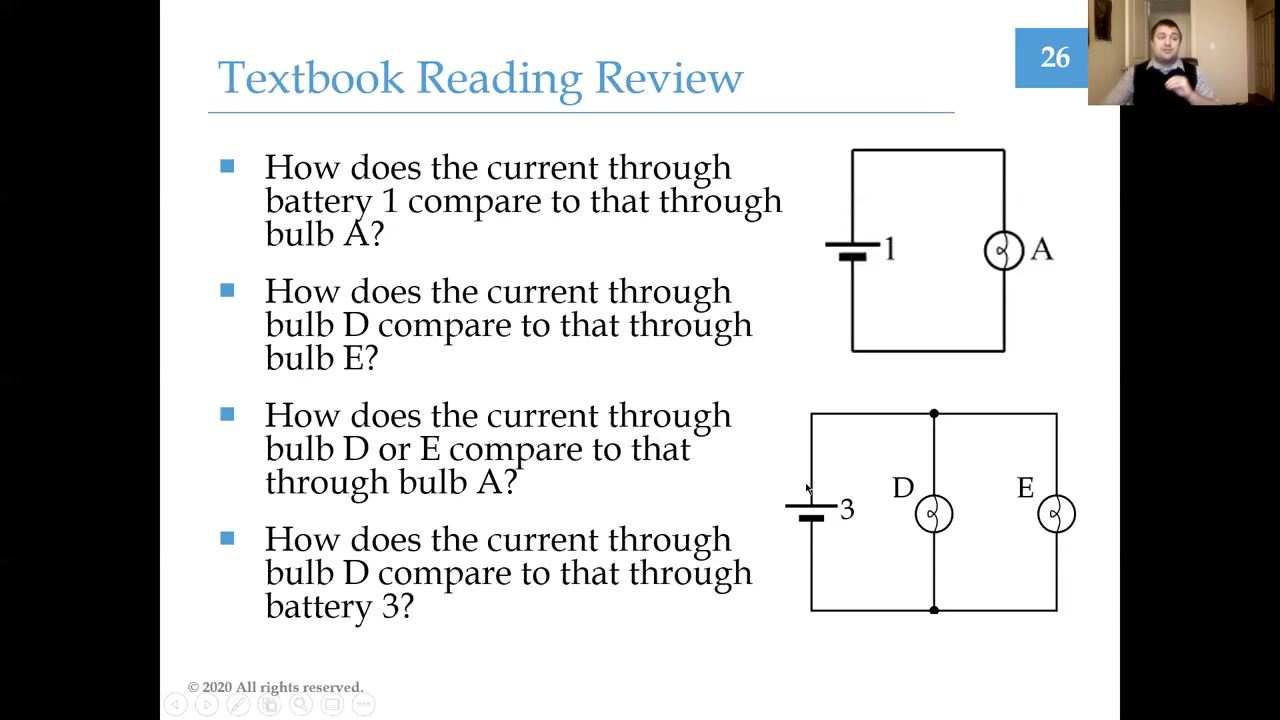 Textbook Reading Review
26
How does the current through
battery 1 compare to that through
bulb A?
How does the current through
bulb D compare to that through
bulb E?
How does the current through
bulb D or E compare to that
through bulb A?
How does the current through
bulb D compare to that through
battery 3?
1
A
D
E
3
© 2020 All rights reserved.